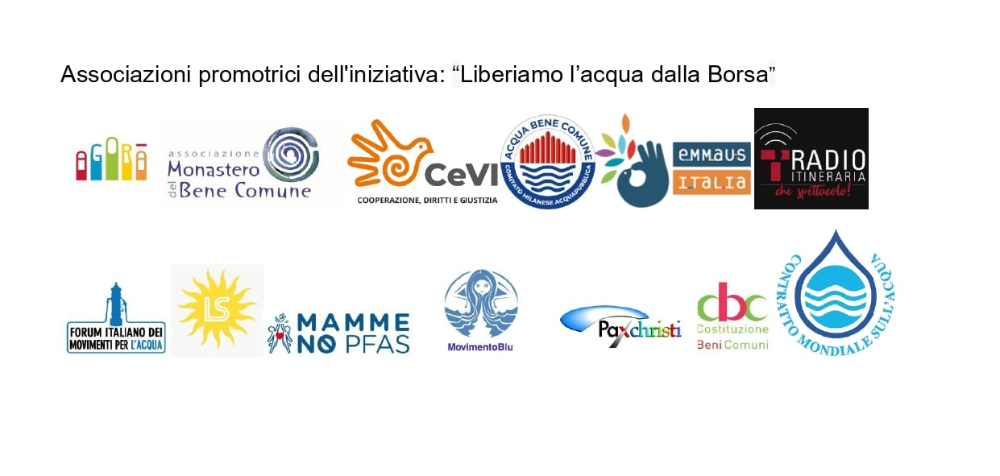 Associazioni promotrici dell'iniziativa: “Liberiamo l’acqua dalla Borsa”
AGORĀ
associazione
Monastero
del Bene Comune
CeVI
COOPERAZIONE, DIRITTI E GIUSTIZIA
ACQUA BENE COMUNE
COMITATO MILANESE ACQUAPUBBLICA
emmaus
ITALIA
TRADIO
ITINERARIA
che spettacolo!
FORUM ITALIANO DEI
MOVIMENTI PER L'ACQUA
LS
MAMME
NO PFAS
MovimentoBlu
Paxchristi
cbc
Costituzione
Beni Comuni
CONTRATTO MONDIALE SULL'ACQUA